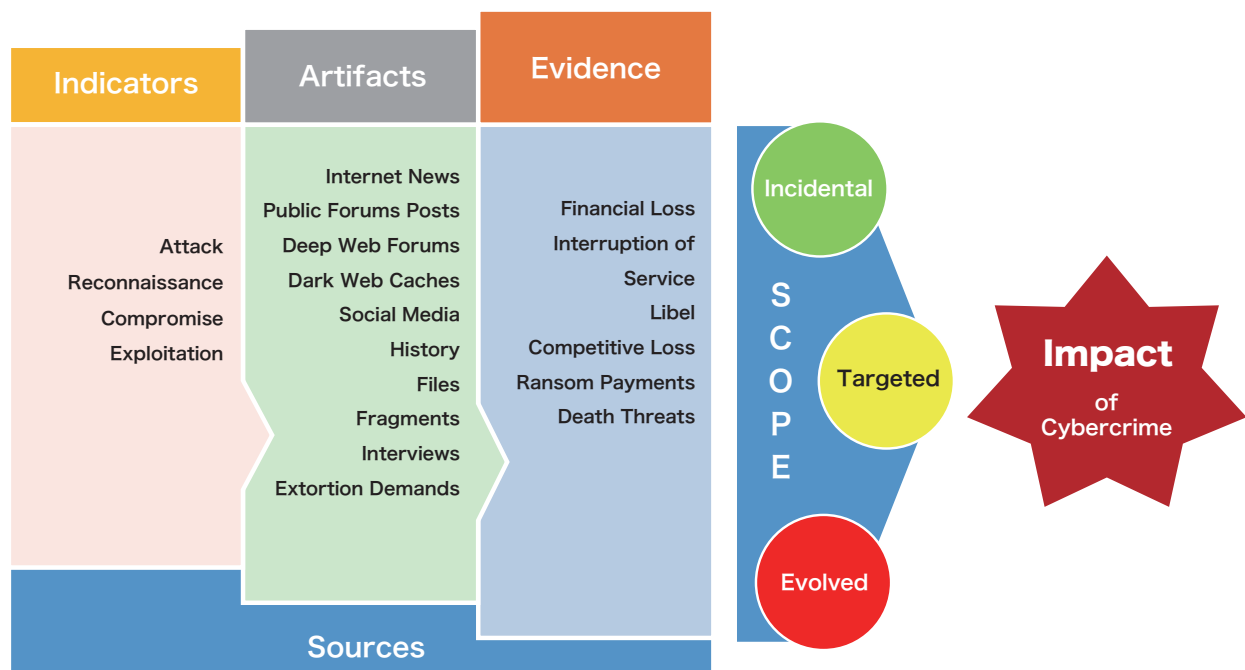 Indicators
Attack
Reconnaissance
Compromise
Exploitation
Artifacts
Internet News
Public Forums Posts
Deep Web Forums
Dark Web Caches
Social Media
History
Files
Fragments
Interviews
Extortion Demands
Evidence
Financial Loss
Interruption of
Service
Libel
Competitive Loss
Ransom Payments
Death Threats
Sources
SCOPE
Incidental
Targeted
Evolved
Impact
of
Cybercrime